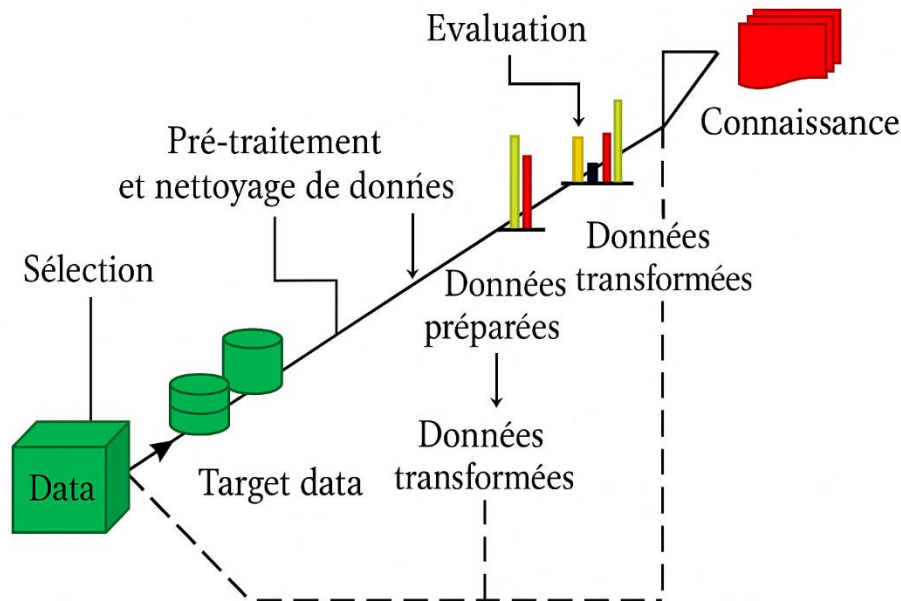 Evaluation
Connaissance
Pré-traitement
et nettoyage de donnes
Sélection
Données
transformées
Données
préparées
Données
transformées
Data
Target data